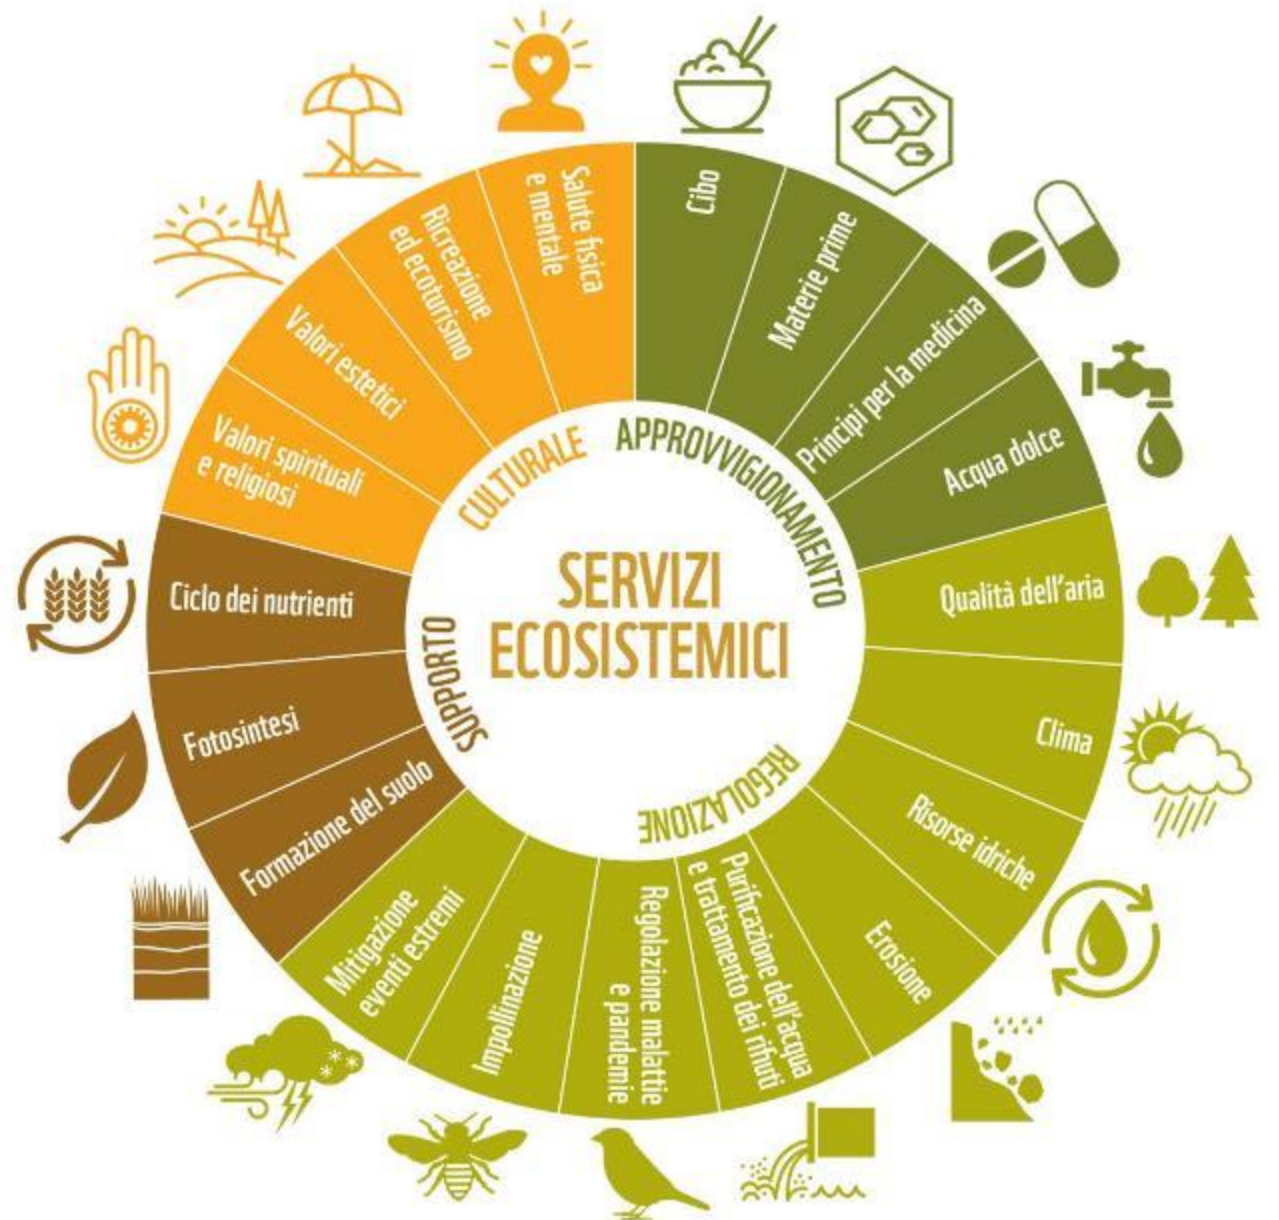 SERVIZI
ECOSISTEMICI
APPROVVIGIONAMENTO
Cibo
Materie prime
Principi per la medicina
Acqua dolce
REGOLAZIONE
Qualità dell'aria
Clima
Risorse idriche
Erosione
Purificazione dell'acqua
e trattamento dei rifiuti
Regolazione malattie
e pandemie
Impollinazione
Mitigazione
eventi estremi
SUPPORTO
Formazione del suolo
Fotosintesi
Ciclo dei nutrienti
CULTURALE
Valori spirituali
e religiosi
Valori estetici
Ricreazione
ed ecoturismo
Salute fisica
e mentale